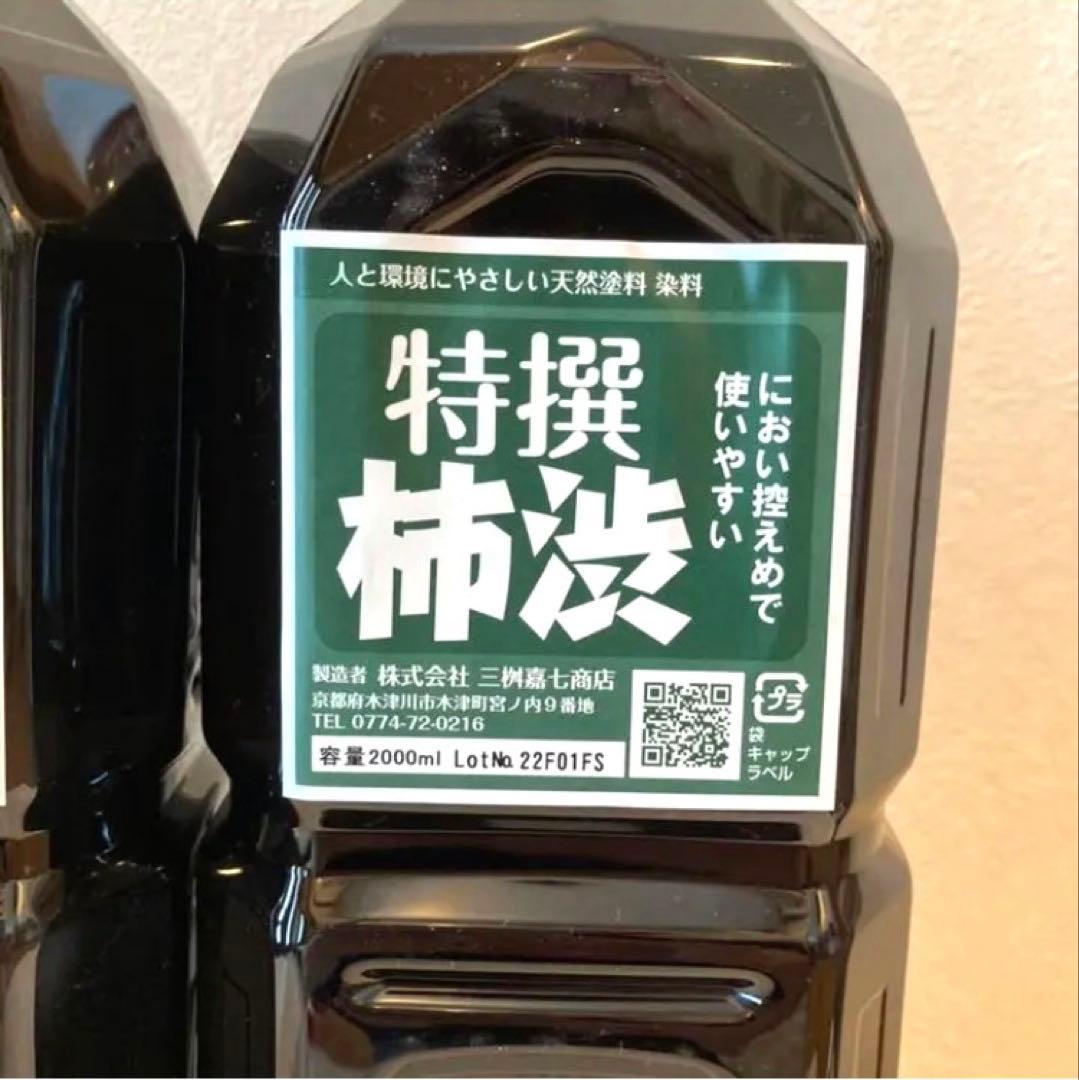 人と環境にやさしい天然塗料 染料
特撰
柿渋
におい控えめで
使いやすい
製造者 株式会社 三桝嘉七商店
京都府木津川市木津町宮ノ内9番地
TEL 0774-72-0216
容量2000ml LotNo.22F01FS
プラ
袋
キャップ
ラベル